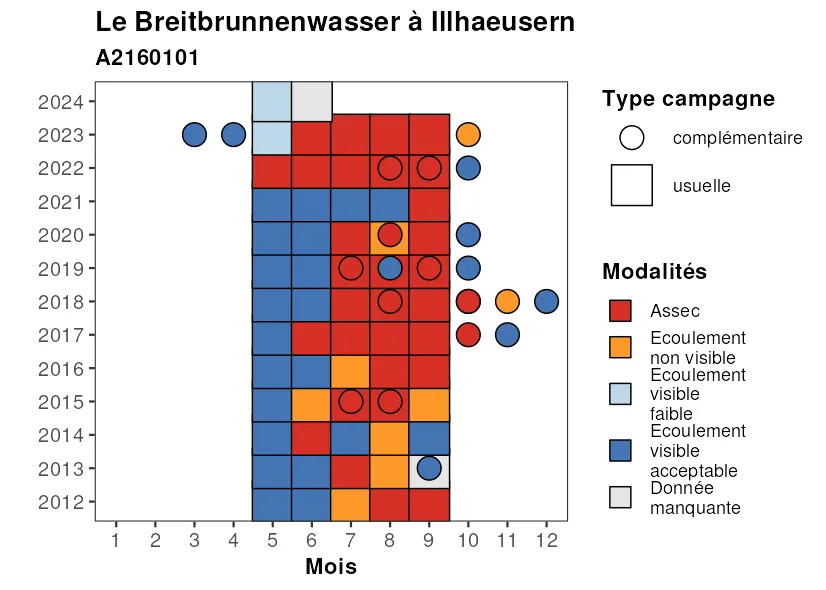 Le Breitbrunnenwasser à Illhaeusern
A2160101
2024
2023
2022
2021
2020
2019
2018
2017
2016
2015
2014
2013
2012
1 2 3 4 5 6 7 8 9 10 11 12
Mois
Type campagne
complémentaire
usuelle
Modalités
Assec
Ecoulement
non visible
Ecoulement
visible
faible
Ecoulement
visible
acceptable
Donnée
manquante